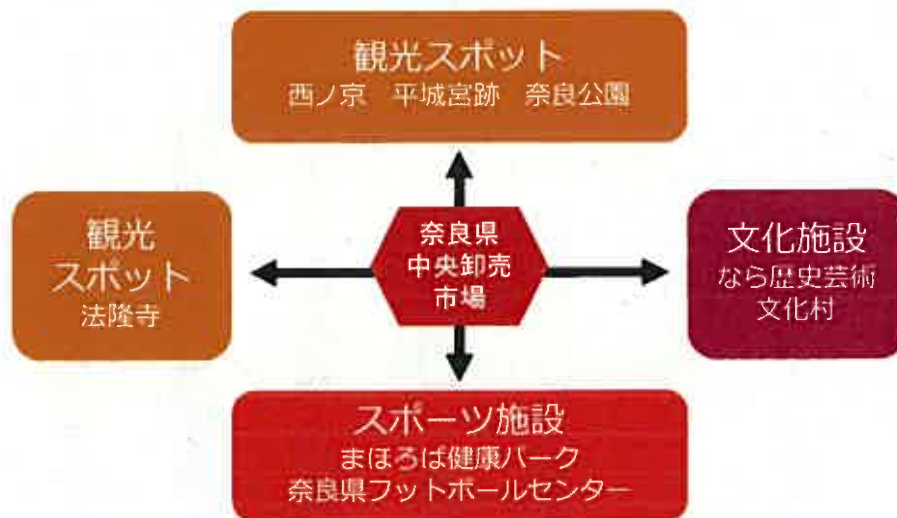 観光スポット
西ノ京 平城宮跡 奈良公園
観光
スポット
法隆寺
奈良県
中央卸売
市場
文化施設
なら歴史芸術
文化村
スポーツ施設
まほろば健康パーク
奈良県フットボールセンター